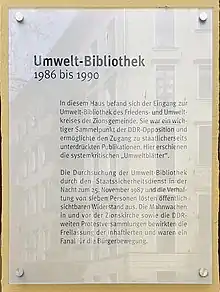 Umwelt-Bibliothek
1986 bis 1990
In diesem Haus befand sich der Eingang zur
Umwelt-Bibliothek des Friedens- und Umwelt-
kreises der Zionsgemeinde. Sie war ein wich-
tiger Sammelpunkt der DDR-Opposition und
ermöglichte den Zugang zu staatlicherseits
unterdrückten Publikationen. Hier erschienen
die systemkritischen „Umweltblätter“.
Die Durchsuchung der Umwelt-Bibliothek
durch den Staatssicherheitsdienst in der
Nacht zum 25. November 1987 und die Verhaf-
tung von sieben Personen lösten öffentlich
sichtbaren Widerstand aus. Die Mahnwachen
in und vor der Zionskirche sowie die DDR-
weiten Protestversammlungen bewirkten die
Freilassung der Inhaftierten und waren ein
Fanal für die Bürgerbewegung.